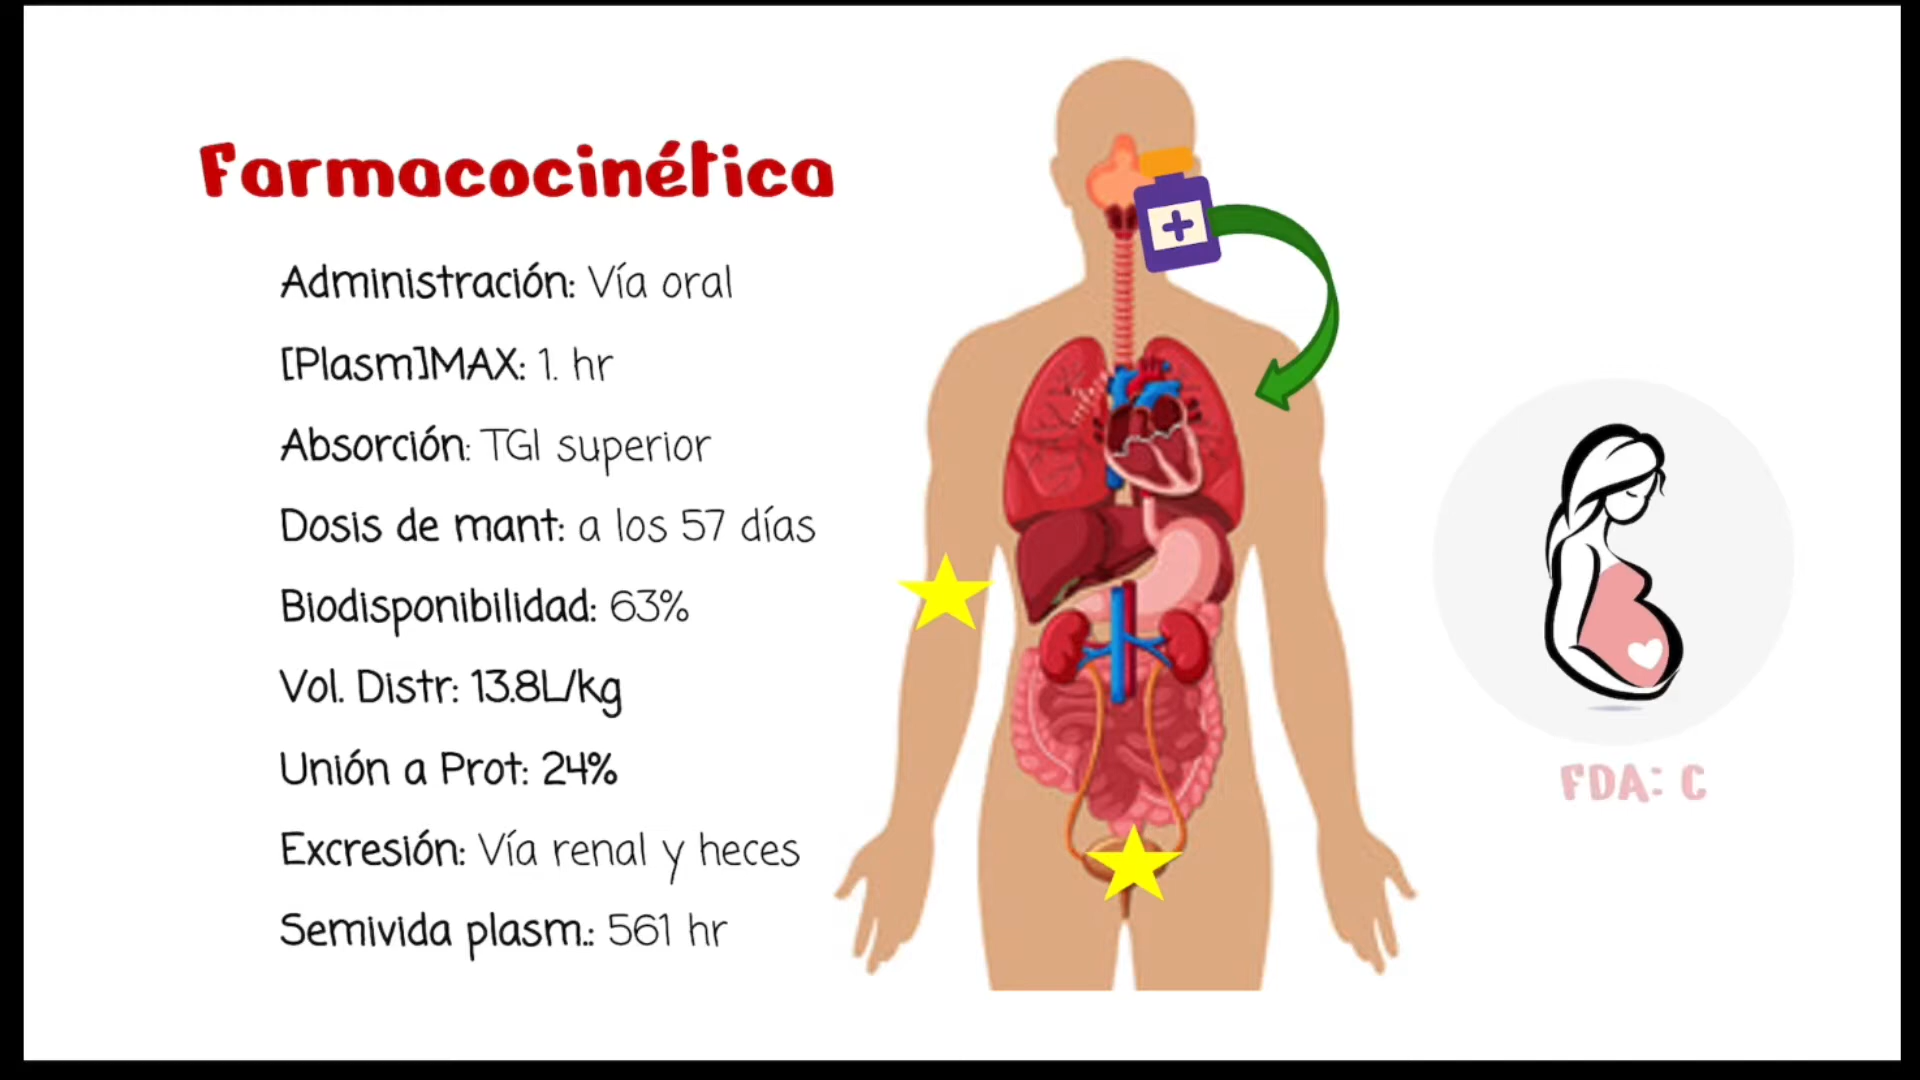 Farmacocinética
Administración: Vía oral
[Plasm]MAX: 1. hr
Absorción: TGI superior
Dosis de mant: a los 57 días
Biodisponibilidad: 63%
Vol. Distr: 13.8L/kg
Unión a Prot: 24%
Excresión: Vía renal y heces
Semivida plasm.: 561 hr
FDA: C